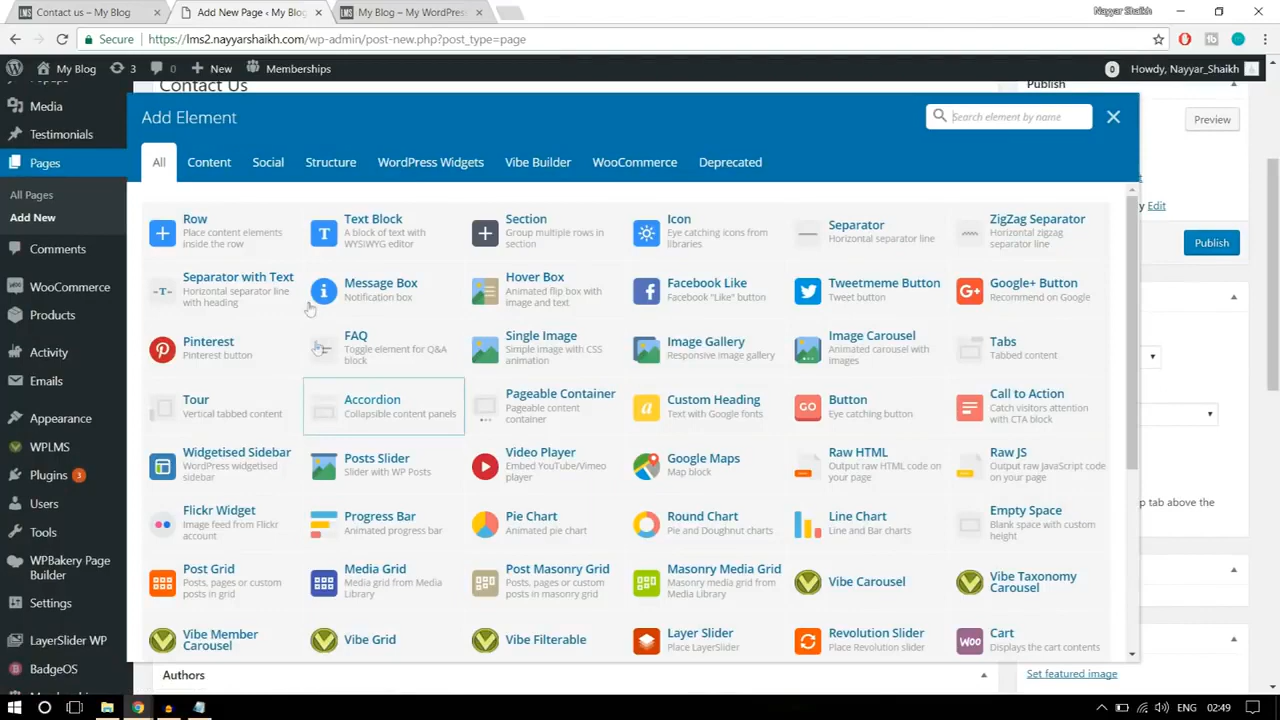 Contact us – My Blog
Add New Page ‹ My Blog
My Blog – My WordPress
Nayyar Shaikh
Secure
https://lms2.nayyarshaikh.com/wp-admin/post-new.php?post_type=page
My Blog
3
0
New
Memberships
0
Howdy, Nayyar_Shaikh
Media
Testimonials
Pages
All Pages
Add New
Comments
WooCommerce
Products
Activity
Emails
Appearance
WPLMS
Plugins 3
Users
Tools
WPBakery Page
Builder
Settings
LayerSlider WP
BadgeOS
Contact Us
Publish
Preview
Edit
Publish
p tab above the
Authors
Set featured image
Add Element
Search element by name
All
Content
Social
Structure
WordPress Widgets
Vibe Builder
WooCommerce
Deprecated
Row
Place content elements
inside the row
Text Block
A block of text with
WYSIWYG editor
Section
Group multiple rows in
section
Icon
Eye catching icons from
libraries
Separator
Horizontal separator line
ZigZag Separator
Horizontal zigzag
separator line
Separator with Text
Horizontal separator line
with heading
Message Box
Notification box
Hover Box
Animated flip box with
image and text
Facebook Like
Facebook "Like" button
Tweetmeme Button
Tweet button
Google+ Button
Recommend on Google
Pinterest
Pinterest button
FAQ
Toggle element for Q&A
block
Single Image
Simple image with CSS
animation
Image Gallery
Responsive image gallery
Image Carousel
Animated carousel with
images
Tabs
Tabbed content
Tour
Vertical tabbed content
Accordion
Collapsible content panels
Pageable Container
Pageable content
container
Custom Heading
Text with Google fonts
GO
Button
Eye catching button
Call to Action
Catch visitors attention
with CTA block
Widgetised Sidebar
WordPress widgetised
sidebar
Posts Slider
Slider with WP Posts
Video Player
Embed YouTube/Vimeo
player
Google Maps
Map block
Raw HTML
Output raw HTML code on
your page
Raw JS
Output raw JavaScript code
on your page
Flickr Widget
Image feed from Flickr
account
Progress Bar
Animated progress bar
Pie Chart
Animated pie chart
Round Chart
Pie and Doughnut charts
Line Chart
Line and Bar charts
Empty Space
Blank space with custom
height
Post Grid
Posts, pages or custom
posts in grid
Media Grid
Media grid from Media
Library
Post Masonry Grid
Posts, pages or custom
posts in masonry grid
Masonry Media Grid
Masonry media grid from
Media Library
Vibe Carousel
Vibe Taxonomy
Carousel
Vibe Member
Carousel
Vibe Grid
Vibe Filterable
Layer Slider
Place LayerSlider
Revolution Slider
Place Revolution slider
Woo
Cart
Displays the cart contents
ENG
02:49